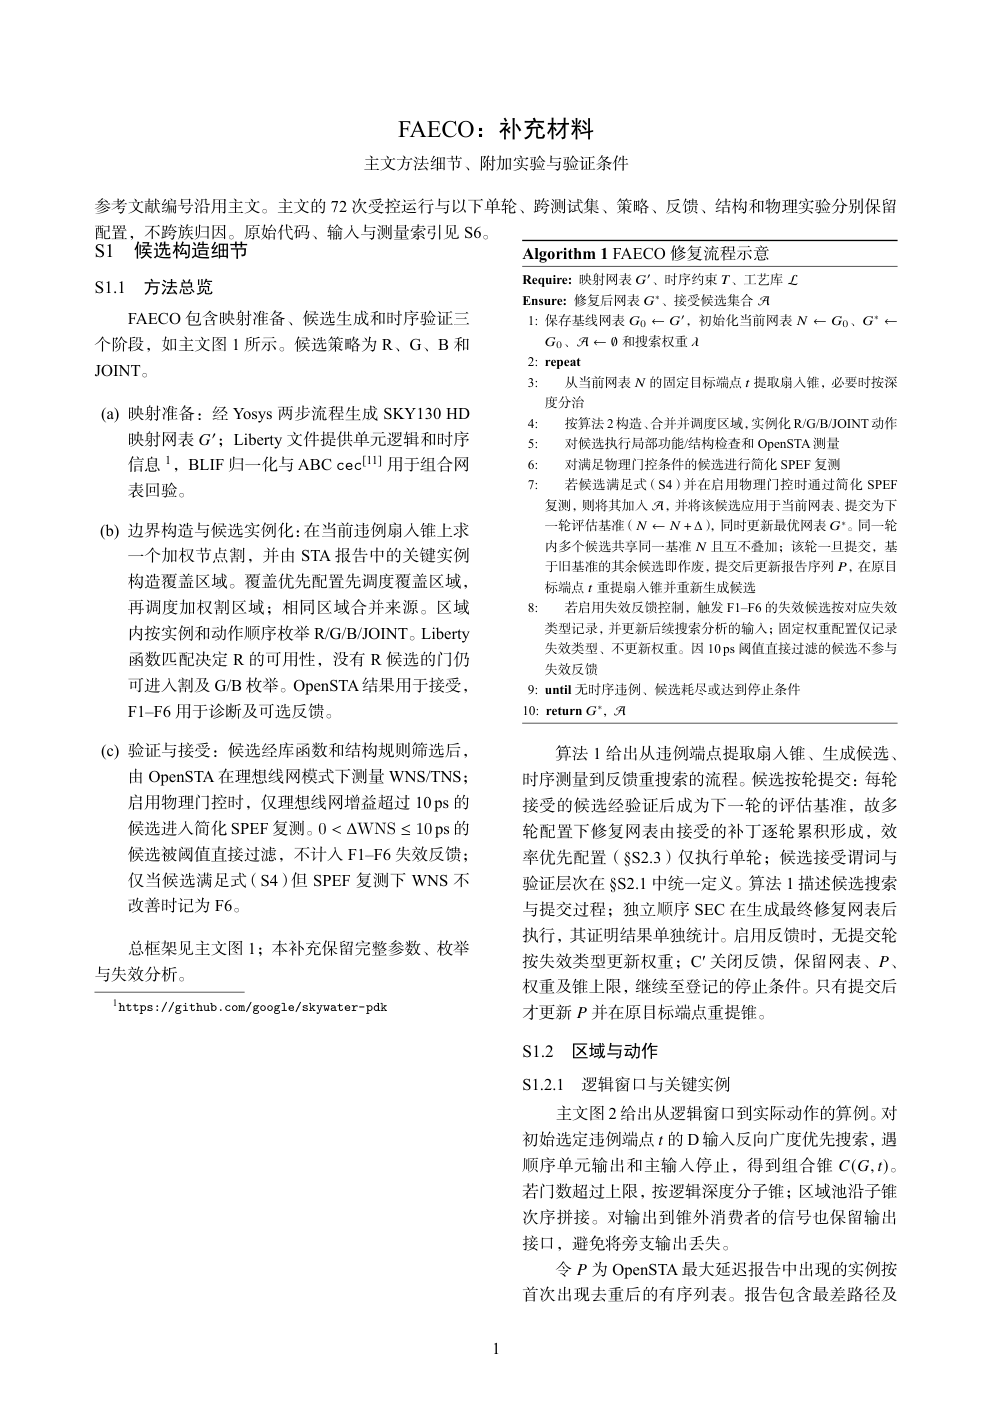 FAECO：补充材料
主文方法细节、附加实验与验证条件
参考文献编号沿用主文。主文的 72 次受控运行与以下单轮、跨测试集、策略、反馈、结构和物理实验分别保留
配置，不跨族归因。原始代码、输入与测量索引见 S6。
S1 候选构造细节
S1.1 方法总览
FAECO 包含映射准备、候选生成和时序验证三
个阶段，如主文图 1 所示。候选策略为 R、G、B 和
JOINT。
(a) 映射准备：经 Yosys 两步流程生成 SKY130 HD
映射网表 G′；Liberty 文件提供单元逻辑和时序
信息 1，BLIF 归一化与 ABC cec[11] 用于组合网
表回验。
(b) 边界构造与候选实例化：在当前违例扇入锥上求
一个加权节点割，并由 STA 报告中的关键实例
构造覆盖区域。覆盖优先配置先调度覆盖区域，
再调度加权割区域；相同区域合并来源。区域
内按实例和动作顺序枚举 R/G/B/JOINT。Liberty
函数匹配决定 R 的可用性，没有 R 候选的门仍
可进入割及 G/B 枚举。OpenSTA 结果用于接受，
F1–F6 用于诊断及可选反馈。
(c) 验证与接受：候选经库函数和结构规则筛选后，
由 OpenSTA 在理想线网模式下测量 WNS/TNS；
启用物理门控时，仅理想线网增益超过 10 ps 的
候选进入简化 SPEF 复测。0 < ΔWNS ≤ 10 ps 的
候选被阈值直接过滤，不计入 F1–F6 失效反馈；
仅当候选满足式（S4）但 SPEF 复测下 WNS 不
改善时记为 F6。
总框架见主文图 1；本补充保留完整参数、枚举
与失效分析。
1https://github.com/google/skywater-pdk
Algorithm 1 FAECO 修复流程示意
Require: 映射网表 G′、时序约束 T、工艺库 ℒ
Ensure: 修复后网表 G*、接受候选集合 𝒜
1: 保存基线网表 G0 ← G′，初始化当前网表 N ← G0、G* ←
G0、𝒜 ← ∅ 和搜索权重 λ
2: repeat
3: 从当前网表 N 的固定目标端点 t 提取扇入锥，必要时按深
度分治
4: 按算法 2 构造、合并并调度区域，实例化 R/G/B/JOINT 动作
5: 对候选执行局部功能/结构检查和 OpenSTA 测量
6: 对满足物理门控条件的候选进行简化 SPEF 复测
7: 若候选满足式（S4）并在启用物理门控时通过简化 SPEF
复测，则将其加入 𝒜，并将该候选应用于当前网表、提交为下
一轮评估基准（N ← N + Δ），同时更新最优网表 G*。同一轮
内多个候选共享同一基准 N 且互不叠加；该轮一旦提交，基
于旧基准的其余候选即作废，提交后更新报告序列 P，在原目
标端点 t 重提扇入锥并重新生成候选
8: 若启用失效反馈控制，触发 F1–F6 的失效候选按对应失效
类型记录，并更新后续搜索分析的输入；固定权重配置仅记录
失效类型、不更新权重。因 10 ps 阈值直接过滤的候选不参与
失效反馈
9: until 无时序违例、候选耗尽或达到停止条件
10: return G*, 𝒜
算法 1 给出从违例端点提取扇入锥、生成候选、
时序测量到反馈重搜索的流程。候选按轮提交：每轮
接受的候选经验证后成为下一轮的评估基准，故多
轮配置下修复网表由接受的补丁逐轮累积形成，效
率优先配置（§S2.3）仅执行单轮；候选接受谓词与
验证层次在 §S2.1 中统一定义。算法 1 描述候选搜索
与提交过程；独立顺序 SEC 在生成最终修复网表后
执行，其证明结果单独统计。启用反馈时，无提交轮
按失效类型更新权重；C′ 关闭反馈，保留网表、P、
权重及锥上限，继续至登记的停止条件。只有提交后
才更新 P 并在原目标端点重提锥。
S1.2 区域与动作
S1.2.1 逻辑窗口与关键实例
主文图 2 给出从逻辑窗口到实际动作的算例。对
初始选定违例端点 t 的 D 输入反向广度优先搜索，遇
顺序单元输出和主输入停止，得到组合锥 C(G, t)。
若门数超过上限，按逻辑深度分子锥；区域池沿子锥
次序拼接。对输出到锥外消费者的信号也保留输出
接口，避免将旁支输出丢失。
令 P 为 OpenSTA 最大延迟报告中出现的实例按
首次出现去重后的有序列表。报告包含最差路径及
1